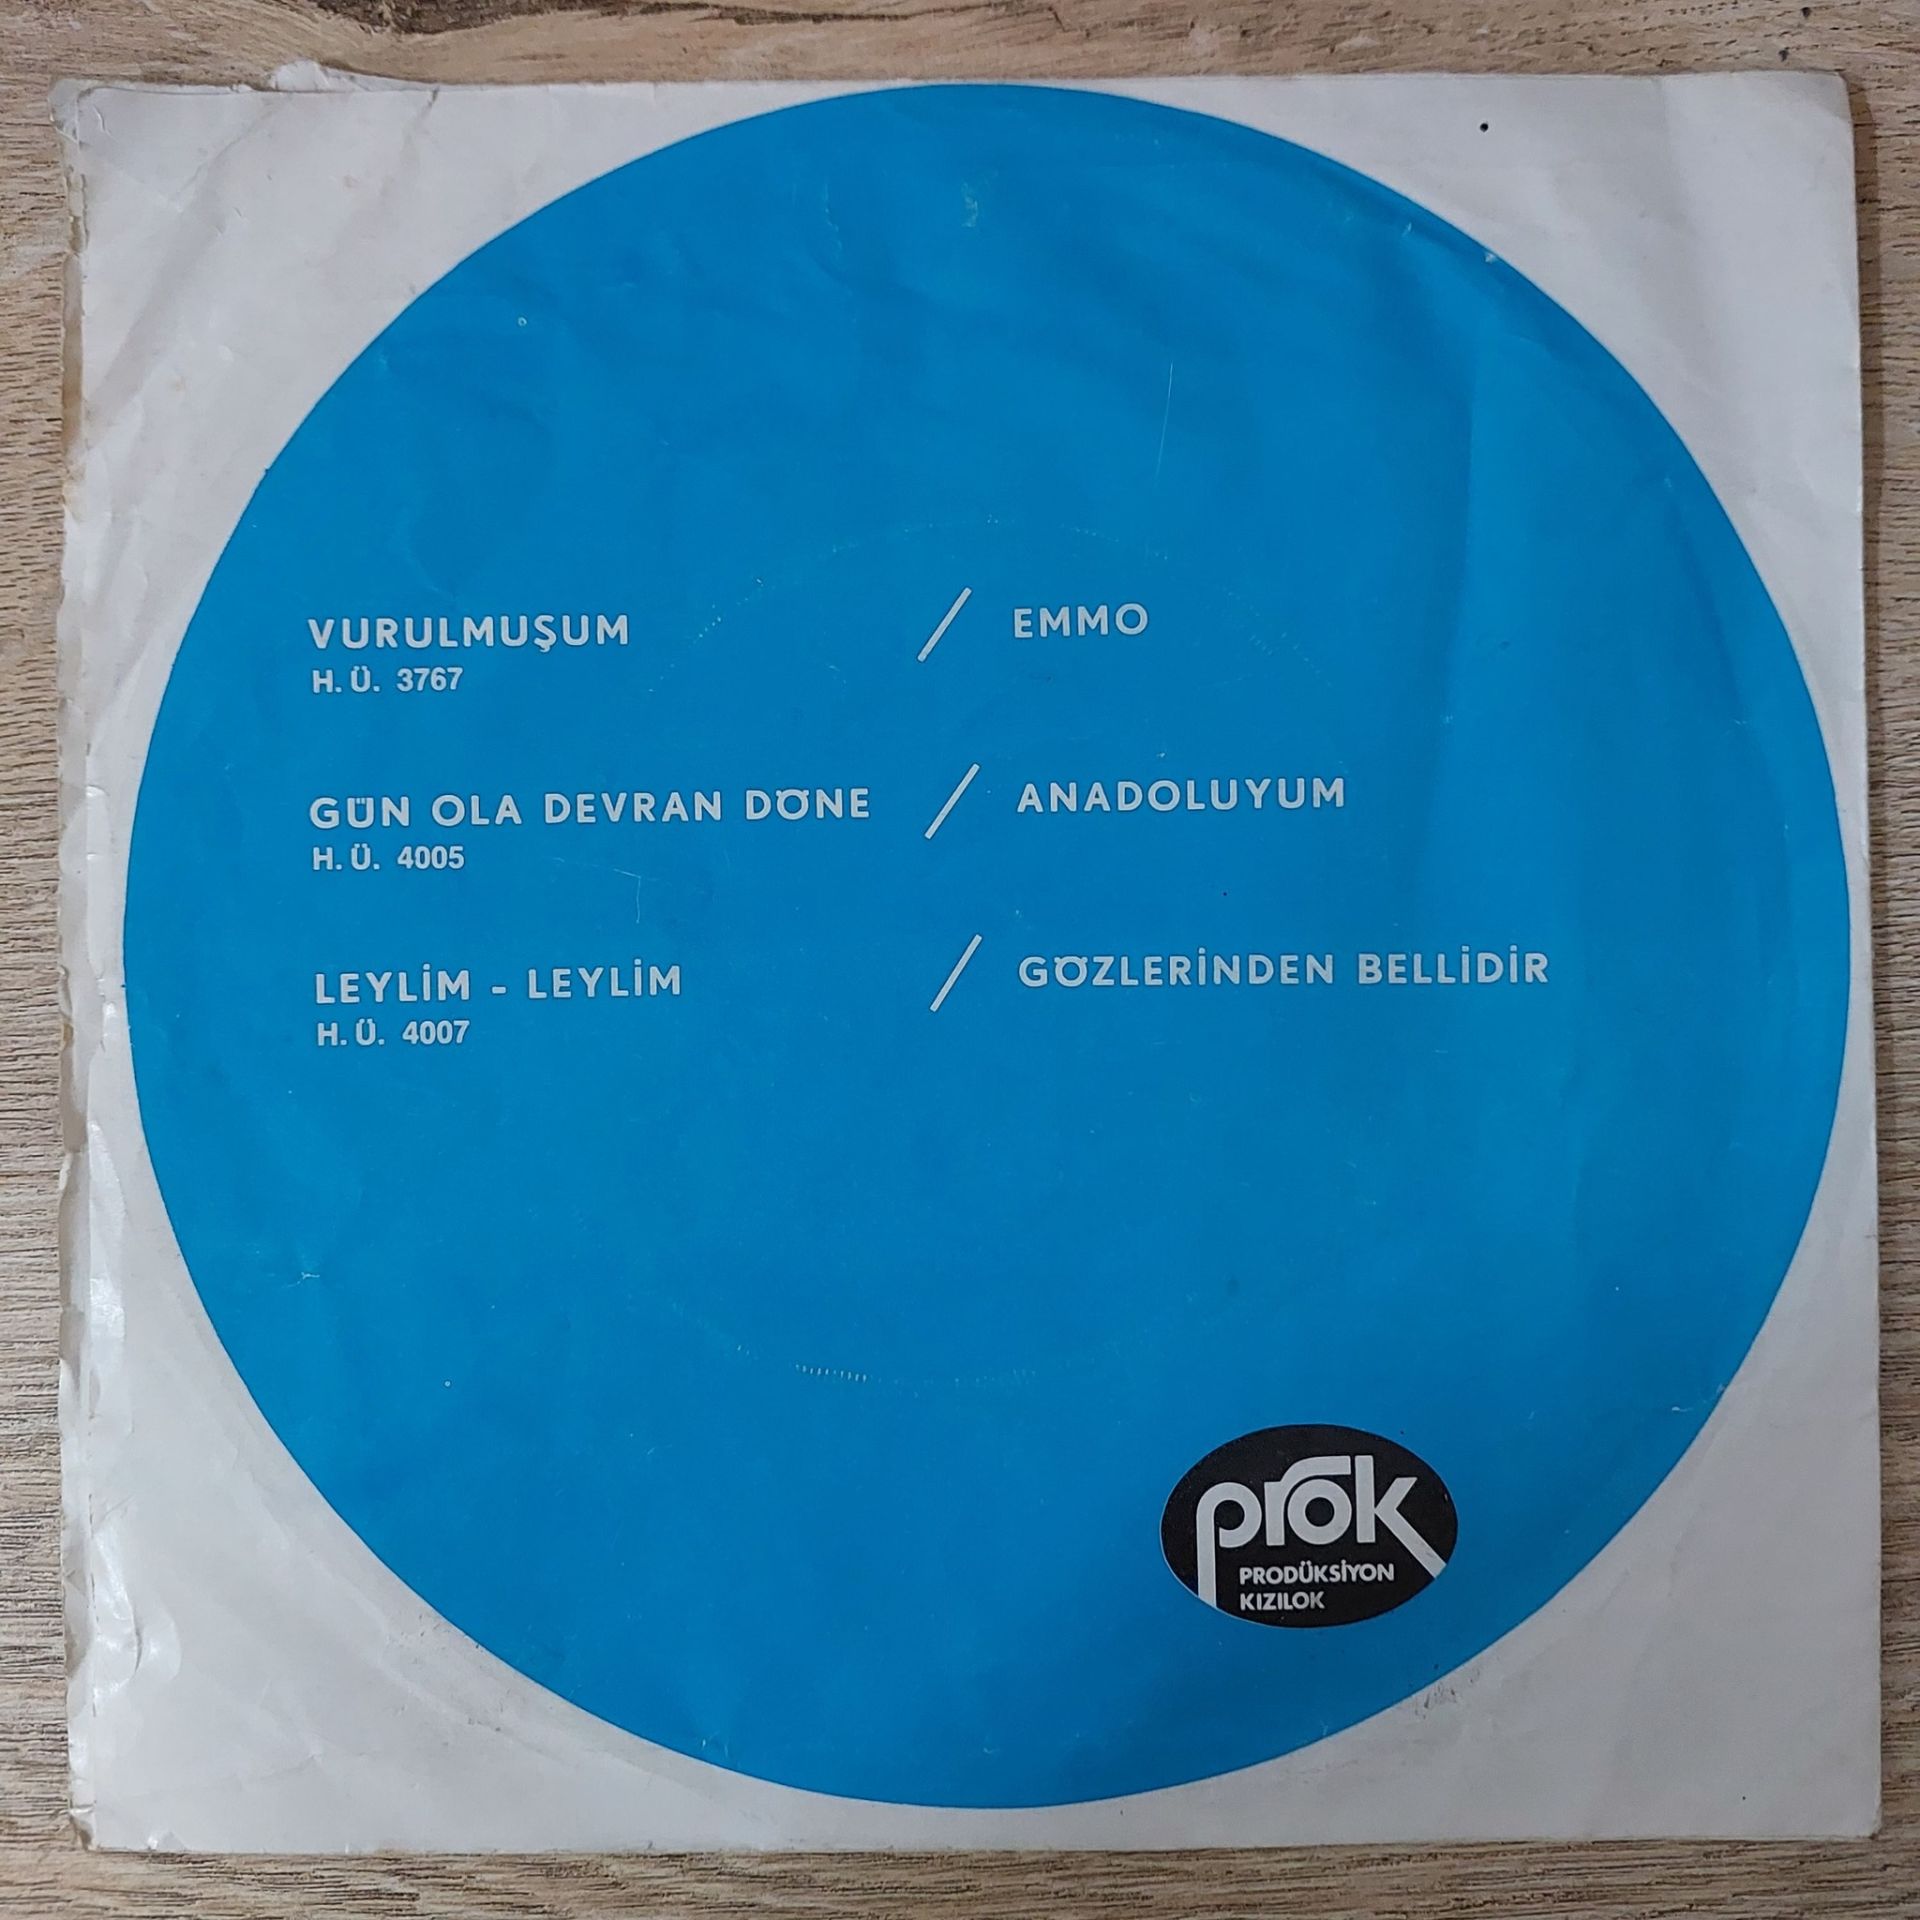 VURULMUŞUM / EMMO
H. Ü. 3767
GÜN OLA DEVRAN DÖNE / ANADOLUYUM
H. Ü. 4005
LEYLİM - LEYLİM / GÖZLERİNDEN BELLİDİR
H. Ü. 4007
prok
PRODÜKSİYON
KIZILOK